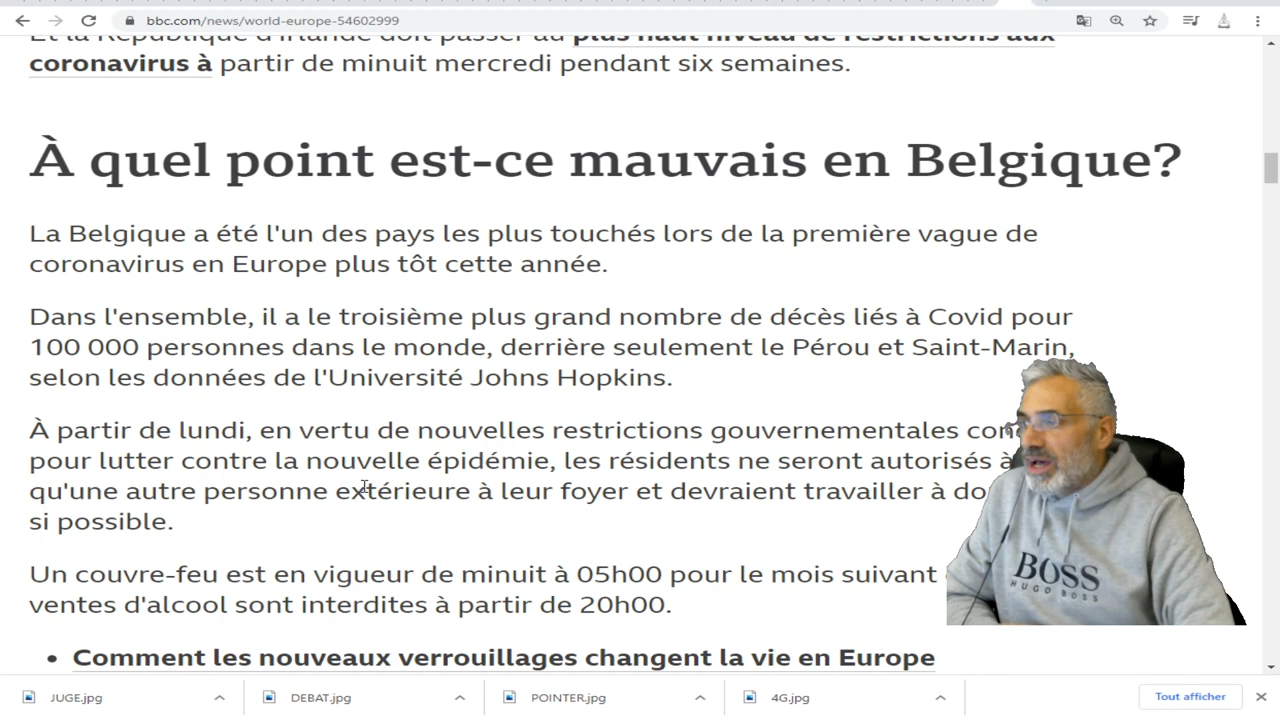 bbc.com/news/world-europe-54602999
Et la République d'Irlande doit passer au plus haut niveau de restrictions aux
coronavirus à partir de minuit mercredi pendant six semaines.
À quel point est-ce mauvais en Belgique?
La Belgique a été l'un des pays les plus touchés lors de la première vague de
coronavirus en Europe plus tôt cette année.
Dans l'ensemble, il a le troisième plus grand nombre de décès liés à Covid pour
100 000 personnes dans le monde, derrière seulement le Pérou et Saint-Marin,
selon les données de l'Université Johns Hopkins.
À partir de lundi, en vertu de nouvelles restrictions gouvernementales
pour lutter contre la nouvelle épidémie, les résidents ne seront autorisés à
qu'une autre personne extérieure à leur foyer et devraient travailler à
si possible.
Un couvre-feu est en vigueur de minuit à 05h00 pour le mois suivant
ventes d'alcool sont interdites à partir de 20h00.
BOSS
HUGO BOSS
• Comment les nouveaux verrouillages changent la vie en Europe
JUGE.jpg
DEBAT.jpg
POINTER.jpg
4G.jpg
Tout afficher